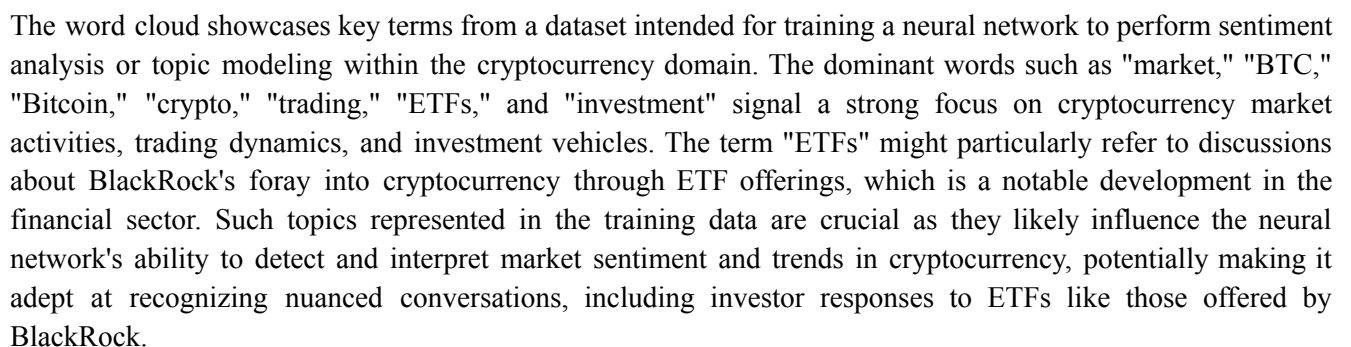 The word cloud showcases key terms from a dataset intended for training a neural network to perform sentiment
analysis or topic modeling within the cryptocurrency domain. The dominant words such as "market," "BTC,"
"Bitcoin," "crypto," "trading," "ETFs," and "investment" signal a strong focus on cryptocurrency market
activities, trading dynamics, and investment vehicles. The term "ETFs" might particularly refer to discussions
about BlackRock's foray into cryptocurrency through ETF offerings, which is a notable development in the
financial sector. Such topics represented in the training data are crucial as they likely influence the neural
network's ability to detect and interpret market sentiment and trends in cryptocurrency, potentially making it
adept at recognizing nuanced conversations, including investor responses to ETFs like those offered by
BlackRock.